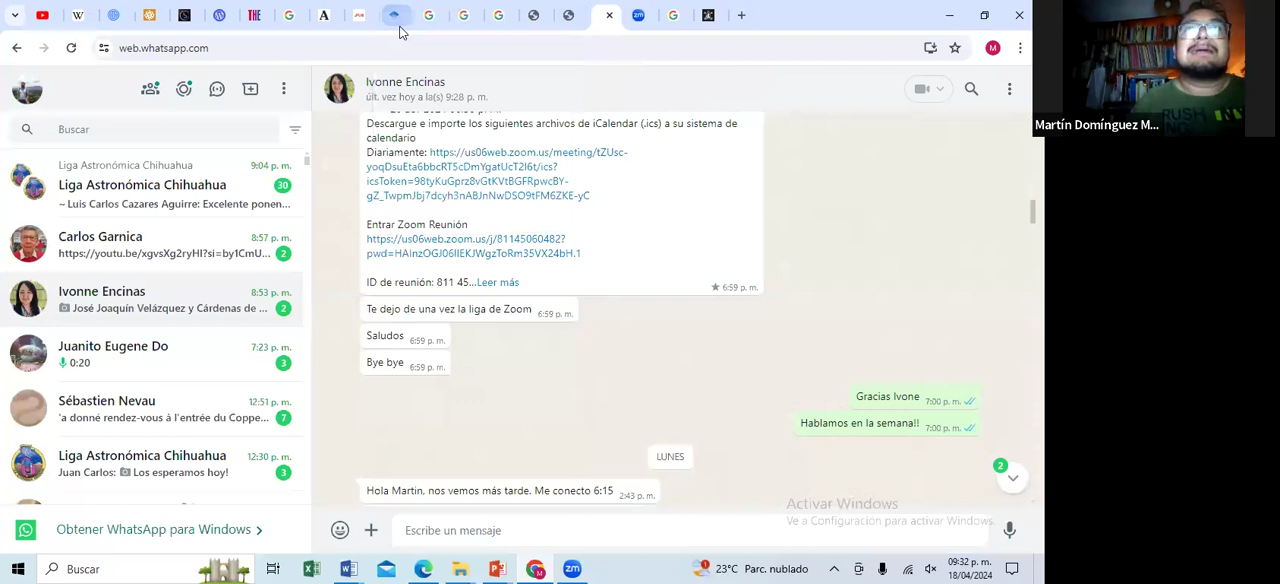 web.whatsapp.com
M
Martín Domínguez M...
Ivonne Encinas
últ. vez hoy a la(s) 9:28 p. m.
Buscar
Liga Astronómica Chihuahua 9:04 p. m.
Liga Astronómica Chihuahua 30
~ Luis Carlos Cazares Aguirre: Excelente ponen...
Carlos Garnica 8:57 p. m.
https://youtu.be/xgvsXg2ryHI?si=by1CmU... 2
Ivonne Encinas 8:53 p. m.
José Joaquín Velázquez y Cárdenas de ... 2
Juanito Eugene Do 7:23 p. m.
0:20 3
Sébastien Nevau 12:51 p. m.
'a donné rendez-vous à l'entrée du Coppe... 7
Liga Astronómica Chihuahua 12:30 p. m.
Juan Carlos: Los esperamos hoy! 3
Obtener WhatsApp para Windows
Descargue e importe los siguientes archivos de iCalendar (.ics) a su sistema de
calendario
Diariamente: https://us06web.zoom.us/meeting/tZUsc-
yoqDsuEta6bbcRT5cDmYgatUcT2I6t/ics?
icsToken=98tyKuGprz8vGtKVtBGFRpwcBY-
gZ_TwpmJbj7dcyh3nABJnNwDSO9tFM6ZKE-yC
Entrar Zoom Reunión
https://us06web.zoom.us/j/81145060482?
pwd=HAInzOGJ06IIEKJWgzToRm35VX24bH.1
ID de reunión: 811 45...Leer más
6:59 p. m.
Te dejo de una vez la liga de Zoom 6:59 p. m.
Saludos 6:59 p. m.
Bye bye 6:59 p. m.
Gracias Ivone 7:00 p. m.
Hablamos en la semana!! 7:00 p. m.
LUNES
2
Hola Martin, nos vemos más tarde. Me conecto 6:15 2:43 p. m.
Activar Windows
Ve a Configuración para activar Windows.
Escribe un mensaje
Buscar
23°C Parc. nublado
09:32 p. m.
18/04/2024